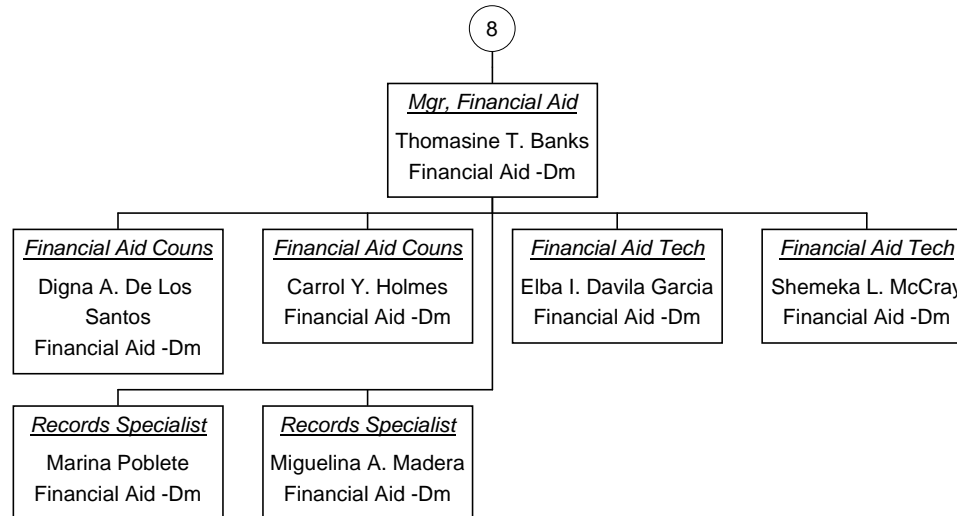 8
Mgr, Financial Aid
Thomasine T. Banks
Financial Aid -Dm
Financial Aid Couns
Digna A. De Los
Santos
Financial Aid -Dm
Financial Aid Couns
Carrol Y. Holmes
Financial Aid -Dm
Financial Aid Tech
Elba I. Davila Garcia
Financial Aid -Dm
Financial Aid Tech
Shemeka L. McCray
Financial Aid -Dm
Records Specialist
Marina Poblete
Financial Aid -Dm
Records Specialist
Miguelina A. Madera
Financial Aid -Dm